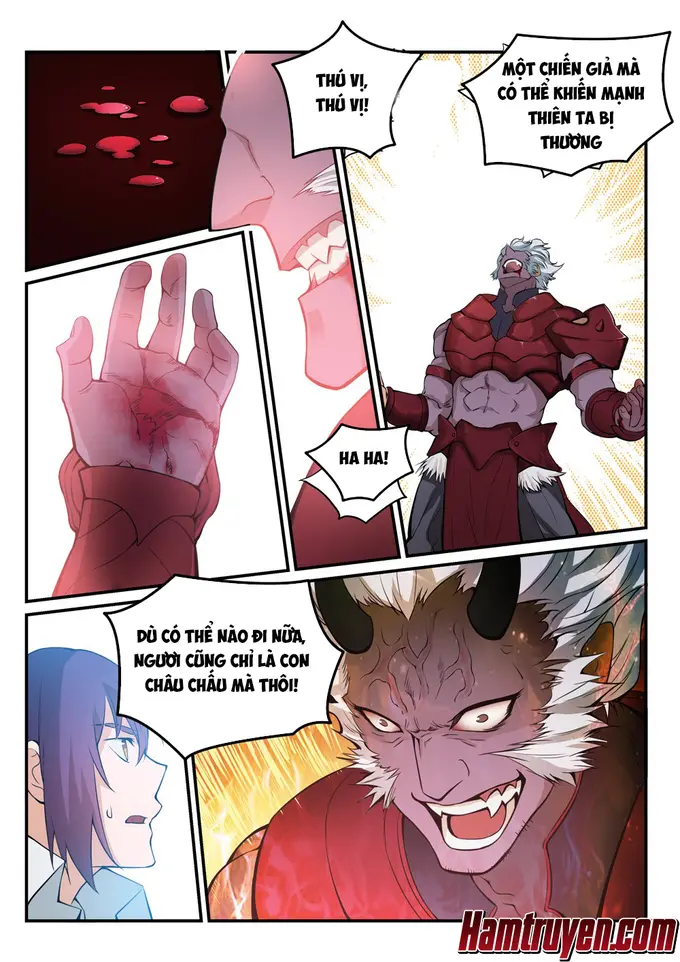 THÚ VỊ,
THÚ VỊ!
MỘT CHIẾN GIẢ MÀ
CÓ THỂ KHIẾN MẠNH
THIÊN TA BỊ
THƯƠNG
HA HA!
DÙ CÓ THỂ NÀO ĐI NỮA,
NGƯƠI CŨNG CHỈ LÀ CON
CHÂU CHẤU MÀ THÔI!
Hamtruyen.com